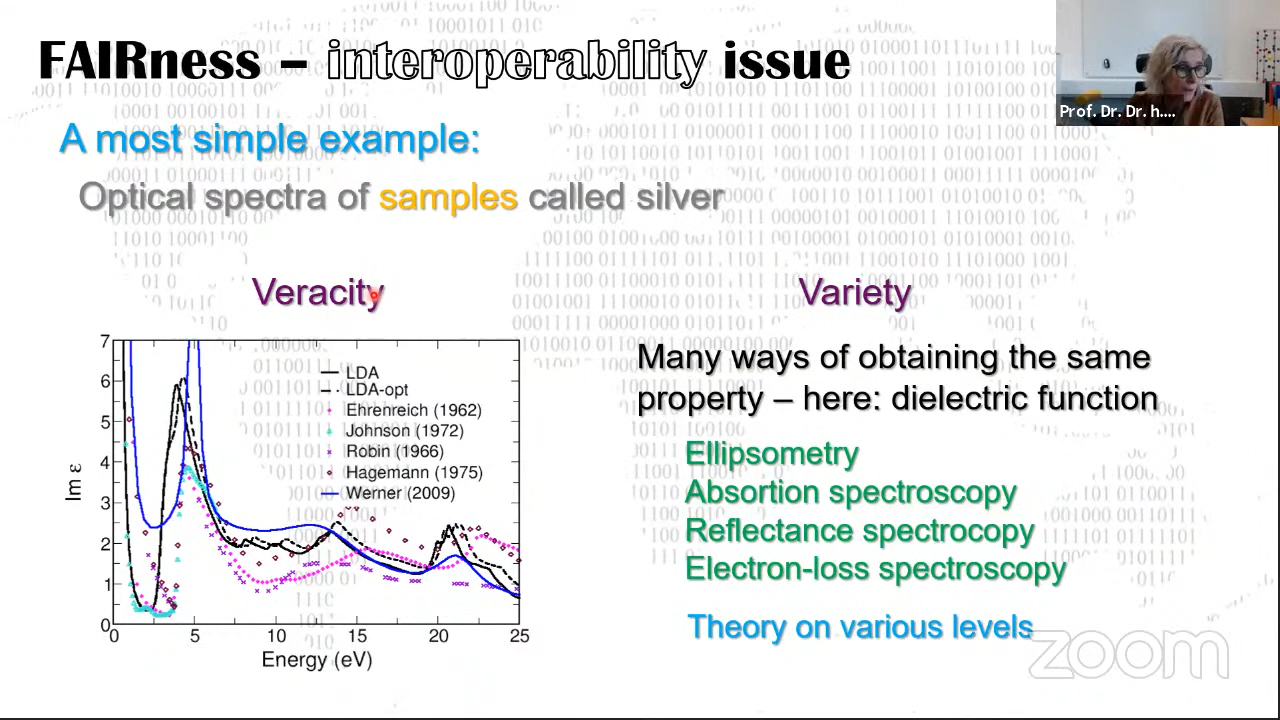 FAIRness – interoperability issue
Prof. Dr. Dr. h....
A most simple example:
Optical spectra of samples called silver
Veracity
Variety
7
6
5
4
3
2
1
0
Im ε
LDA
LDA-opt
Ehrenreich (1962)
Johnson (1972)
Robin (1966)
Hagemann (1975)
Werner (2009)
0 5 10 15 20 25
Energy (eV)
Many ways of obtaining the same
property – here: dielectric function
Ellipsometry
Absortion spectroscopy
Reflectance spectrocopy
Electron-loss spectroscopy
Theory on various levels
zoom